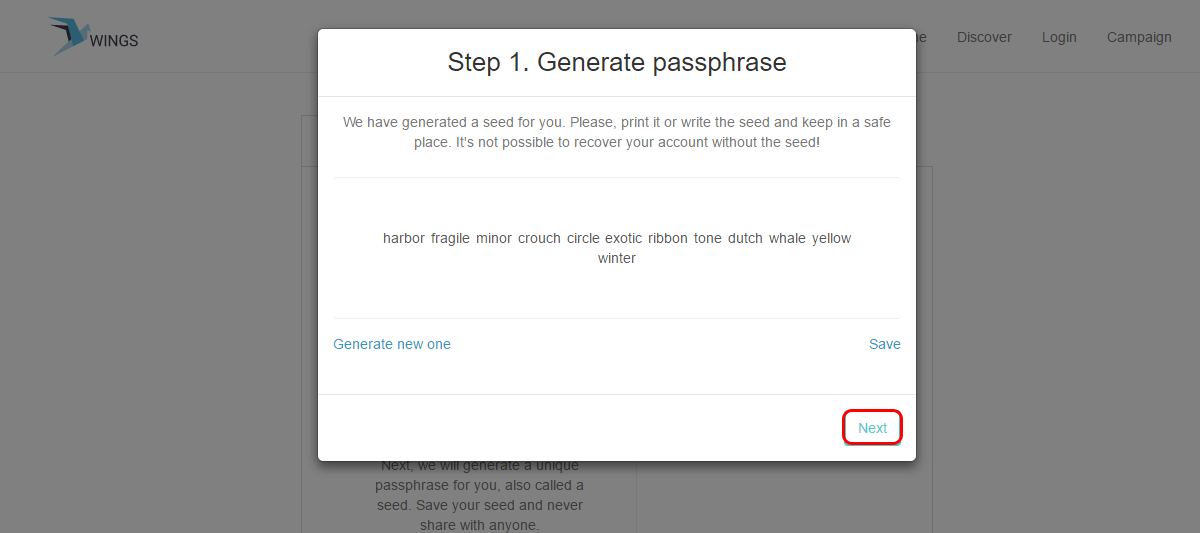 WINGS
Discover
Login
Campaign
Step 1. Generate passphrase
We have generated a seed for you. Please, print it or write the seed and keep in a safe
place. It's not possible to recover your account without the seed!
harbor fragile minor crouch circle exotic ribbon tone dutch whale yellow
winter
Generate new one
Save
Next
Next, we will generate a unique
passphrase for you, also called a
seed. Save your seed and never
share with anyone.